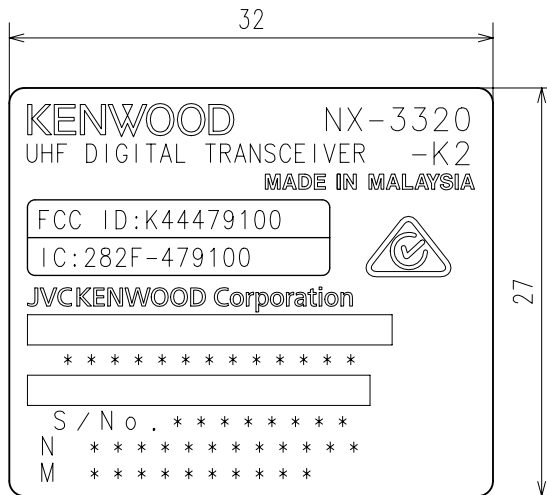 32
KENWOOD NX-3320
UHF DIGITAL TRANSCEIVER -K2
MADE IN MALAYSIA
FCC ID:K44479100
IC:282F-479100
JVCKENWOOD Corporation
27
* * * * * * * * * * * * *
S/No. * * * * * * * *
N * * * * * * * * * * * *
M * * * * * * * * * *